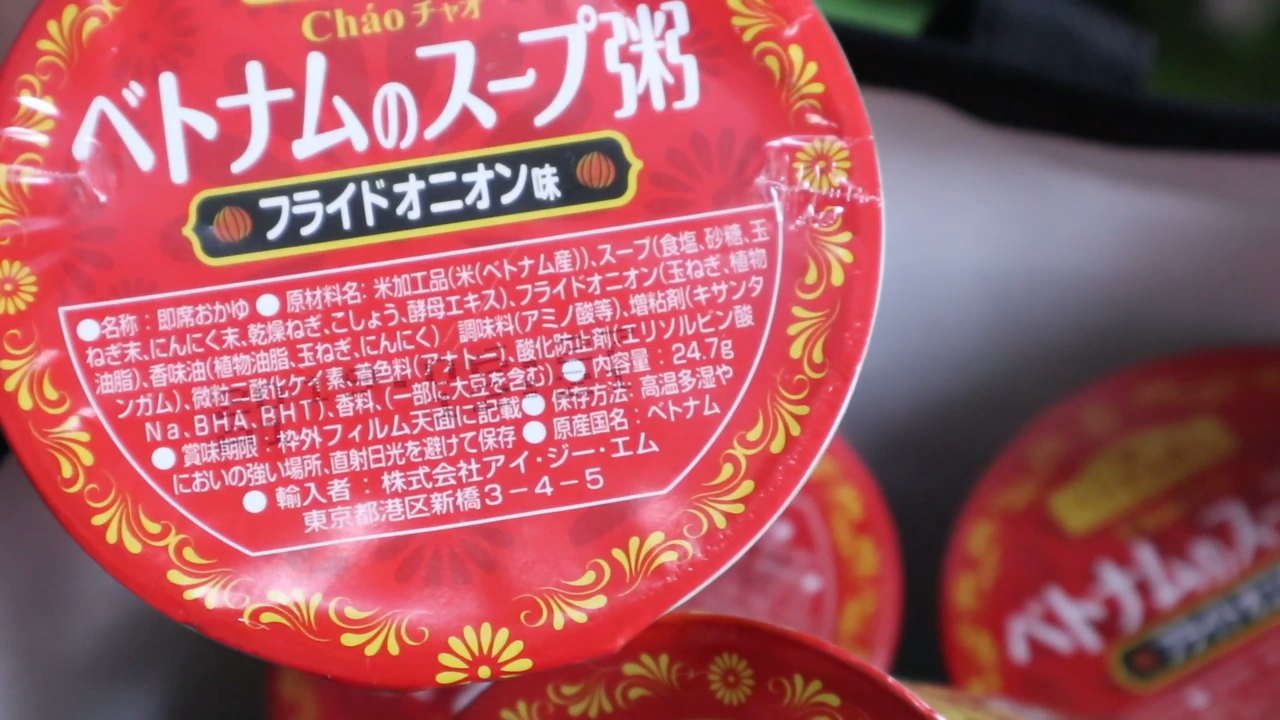 Cháo チャオ
ベトナムのスープ粥
フライドオニオン味
●名称：即席おかゆ ● 原材料名: 米加工品(米(ベトナム産))、スープ(食塩、砂糖、玉
ねぎ末、にんにく末、乾燥ねぎ、こしょう、酵母エキス)、フライドオニオン(玉ねぎ、植物
油脂)、香味油(植物油脂、玉ねぎ、にんにく)／調味料(アミノ酸等)、増粘剤(キサンタ
ンガム)、微粒二酸化ケイ素、着色料(アナトー)、酸化防止剤(エリソルビン酸
Na、BHA、BHT)、香料、(一部に大豆を含む) ● 内容量：24.7g
● 賞味期限：枠外フィルム天面に記載 ● 保存方法: 高温多湿や
においの強い場所、直射日光を避けて保存 ● 原産国名：ベトナム
● 輸入者：株式会社アイ・ジー・エム
東京都港区新橋３－４－５
ベトナムのス